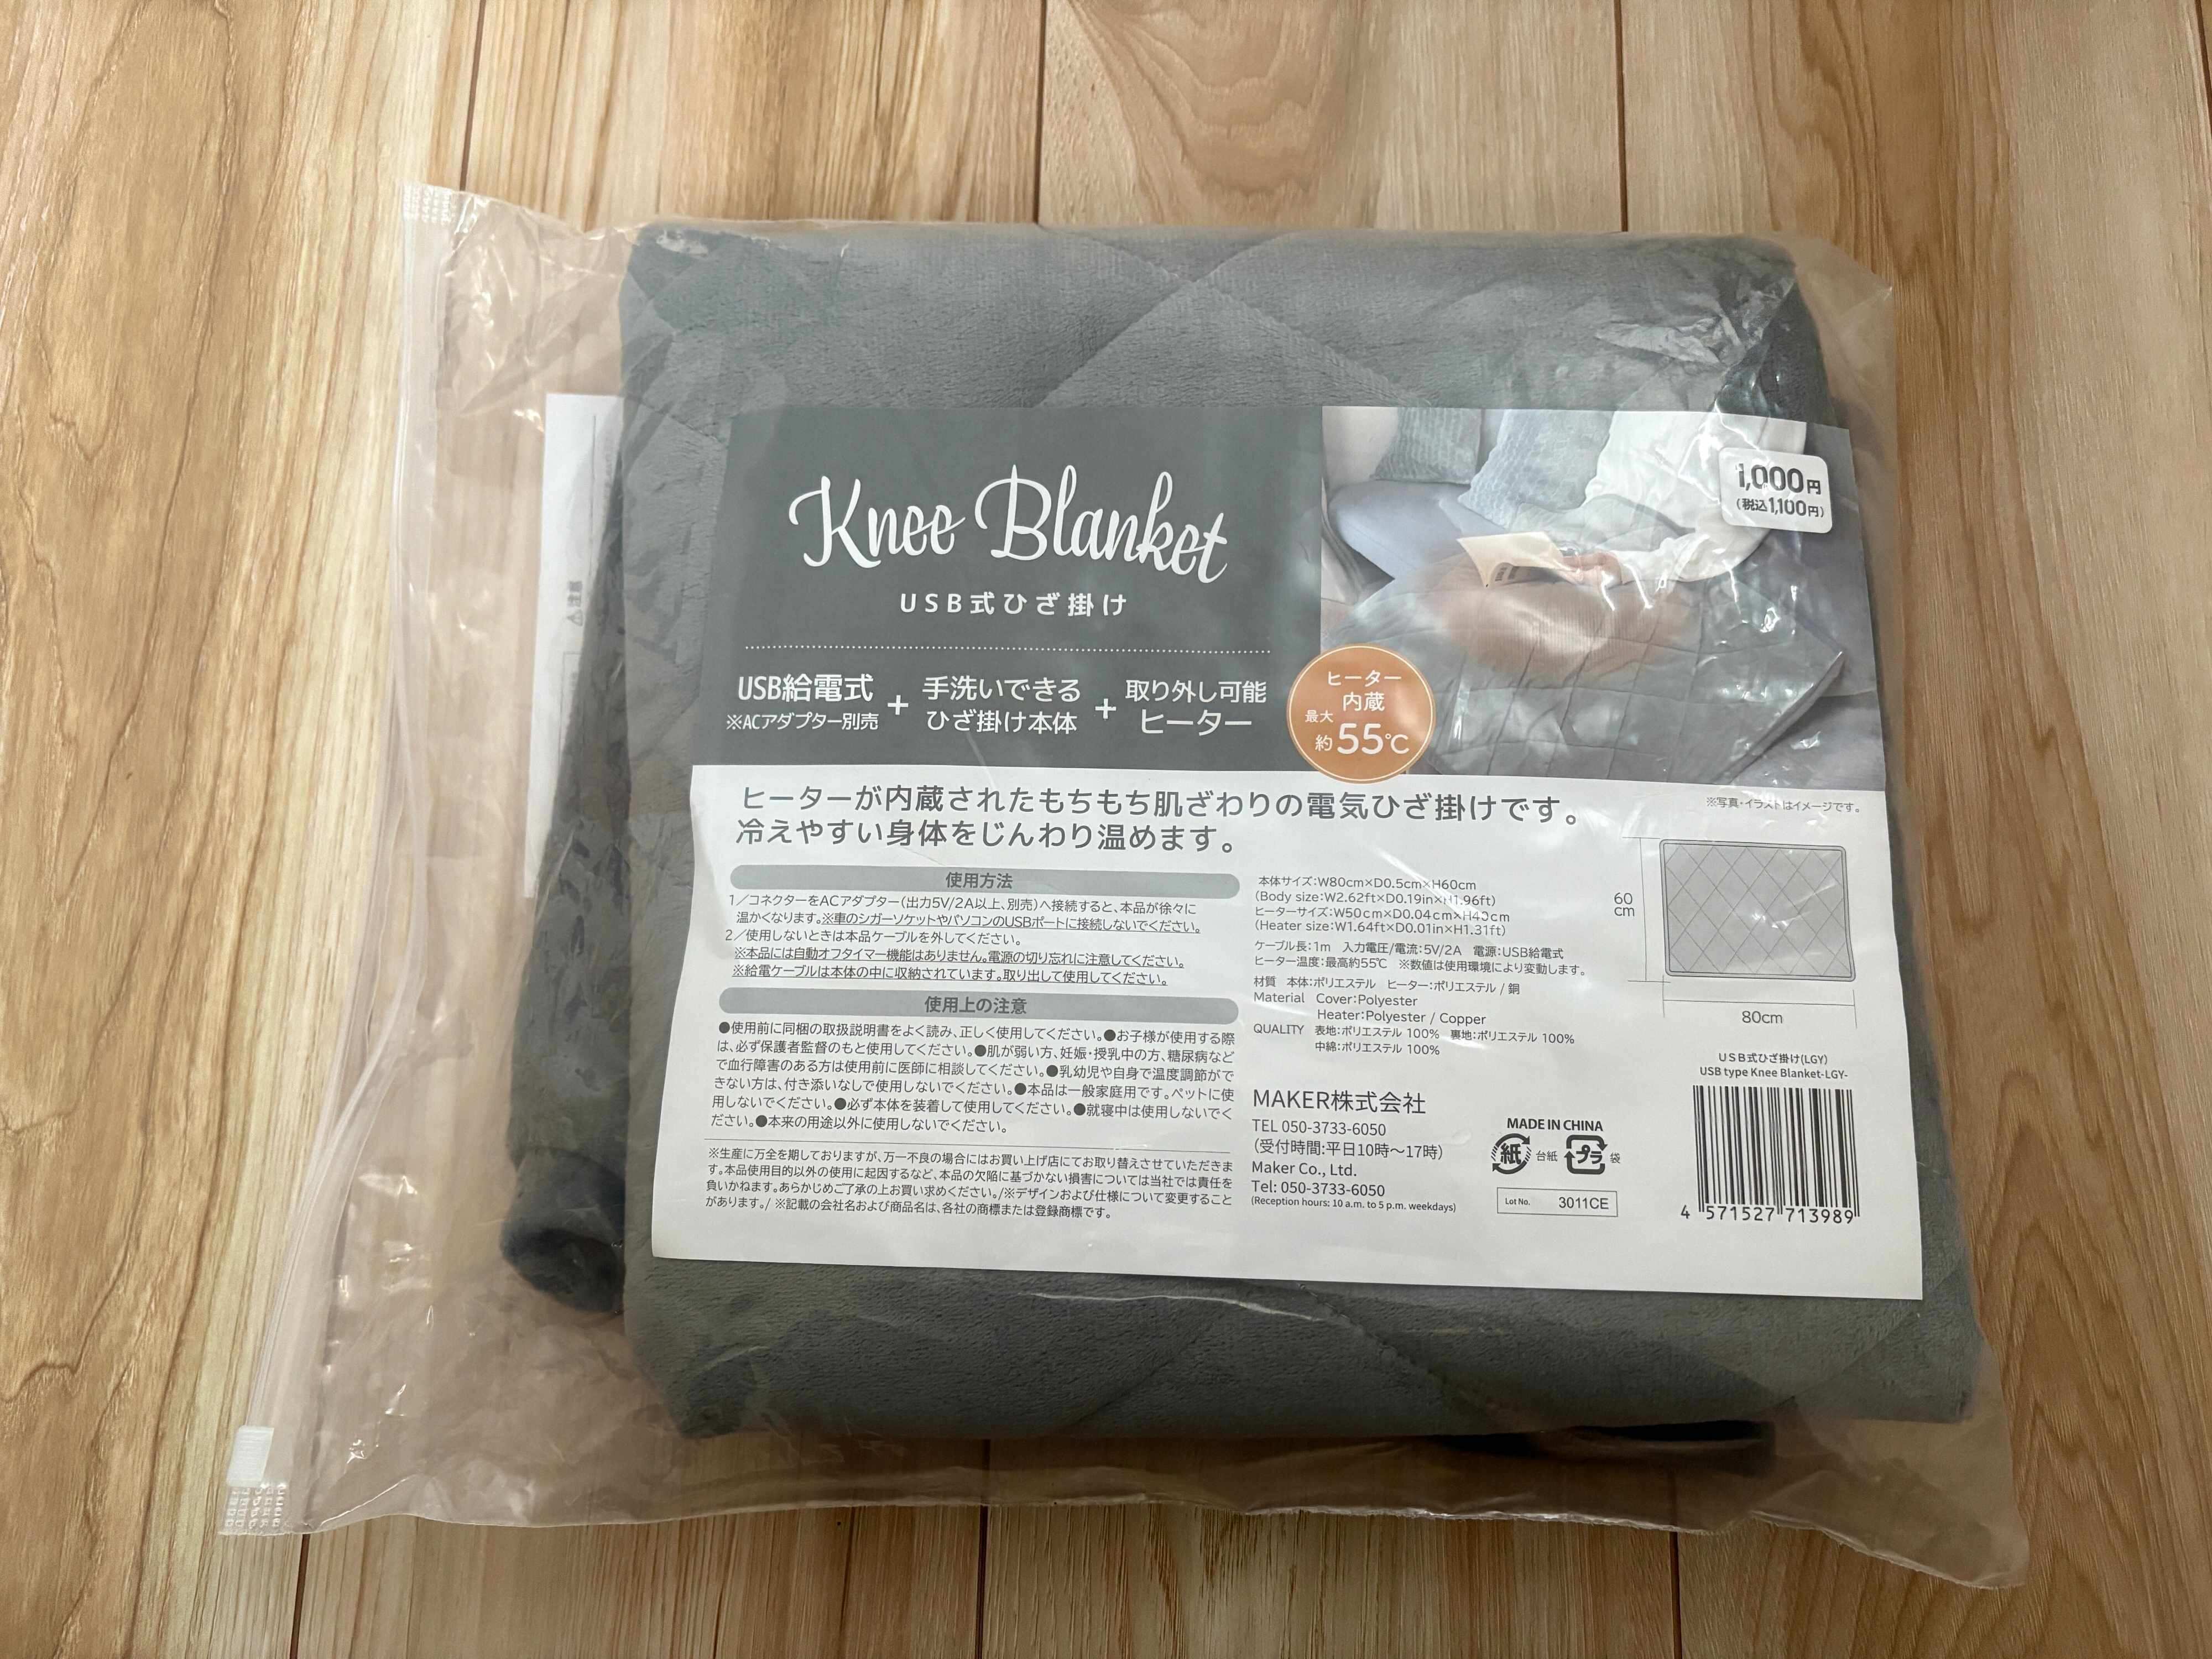 Knee Blanket
USB式ひざ掛け
USB給電式
※ACアダプター別売
+
手洗いできる
ひざ掛け本体
+
取り外し可能
ヒーター
ヒーター
内蔵
最大
約55℃
1,000円
(税込1,100円)
ヒーターが内蔵されたもちもち肌ざわりの電気ひざ掛けです。
冷えやすい身体をじんわり温めます。
※写真・イラストはイメージです。
使用方法
1/コネクターをACアダプター(出力5V/2A以上、別売)へ接続すると、本品が徐々に
温かくなります。※車のシガーソケットやパソコンのUSBポートに接続しないでください。
2/使用しないときは本品ケーブルを外してください。
※本品には自動オフタイマー機能はありません。電源の切り忘れに注意してください。
※給電ケーブルは本体の中に収納されています。取り出して使用してください。
使用上の注意
●使用前に同梱の取扱説明書をよく読み、正しく使用してください。●お子様が使用する際
は、必ず保護者監督のもと使用してください。●肌が弱い方、妊娠・授乳中の方、糖尿病など
で血行障害のある方は使用前に医師に相談してください。●乳幼児や自身で温度調節がで
きない方は、付き添いなしで使用しないでください。●本品は一般家庭用です。ペットに使
用しないでください。●必ず本体を装着して使用してください。●就寝中は使用しないでく
ださい。●本来の用途以外に使用しないでください。
※生産に万全を期しておりますが、万一不良の場合にはお買い上げ店にてお取り替えさせていただきま
す。本品使用目的以外の使用に起因するなど、本品の欠陥に基づかない損害については当社では責任を
負いかねます。あらかじめご了承の上お買い求めください。/※デザインおよび仕様について変更すること
があります。/ ※記載の会社名および商品名は、各社の商標または登録商標です。
本体サイズ:W80cm×D0.5cm×H60cm
(Body size:W2.62ft×D0.19in×H1.96ft)
ヒーターサイズ:W50cm×D0.04cm×H40cm
(Heater size:W1.64ft×D0.01in×H1.31ft)
ケーブル長:1m 入力電圧/電流:5V/2A 電源:USB給電式
ヒーター温度:最高約55℃ ※数値は使用環境により変動します。
材質 本体:ポリエステル ヒーター:ポリエステル / 銅
Material Cover:Polyester
Heater:Polyester / Copper
QUALITY 表地:ポリエステル 100% 裏地:ポリエステル 100%
中綿:ポリエステル 100%
MAKER株式会社
TEL 050-3733-6050
(受付時間:平日10時～17時)
Maker Co., Ltd.
Tel: 050-3733-6050
(Reception hours: 10 a.m. to 5 p.m. weekdays)
MADE IN CHINA
紙 台紙 プラ 袋
Lot No. 3011CE
60
cm
80cm
USB式ひざ掛け(LGY)
USB type Knee Blanket-LGY-
4 571527 713989
⚠注意